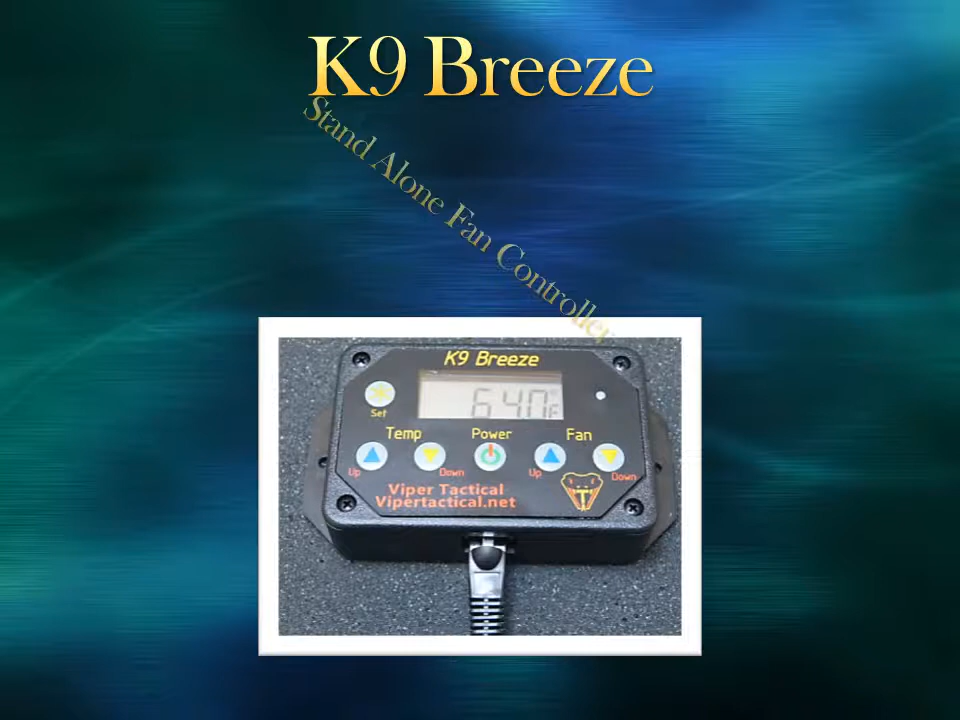 K9 Breeze
Stand Alone Fan Controller
K9 Breeze
64.0
F
Set
Temp Power Fan
Up Down Up Down
Viper Tactical
Vipertactical.net